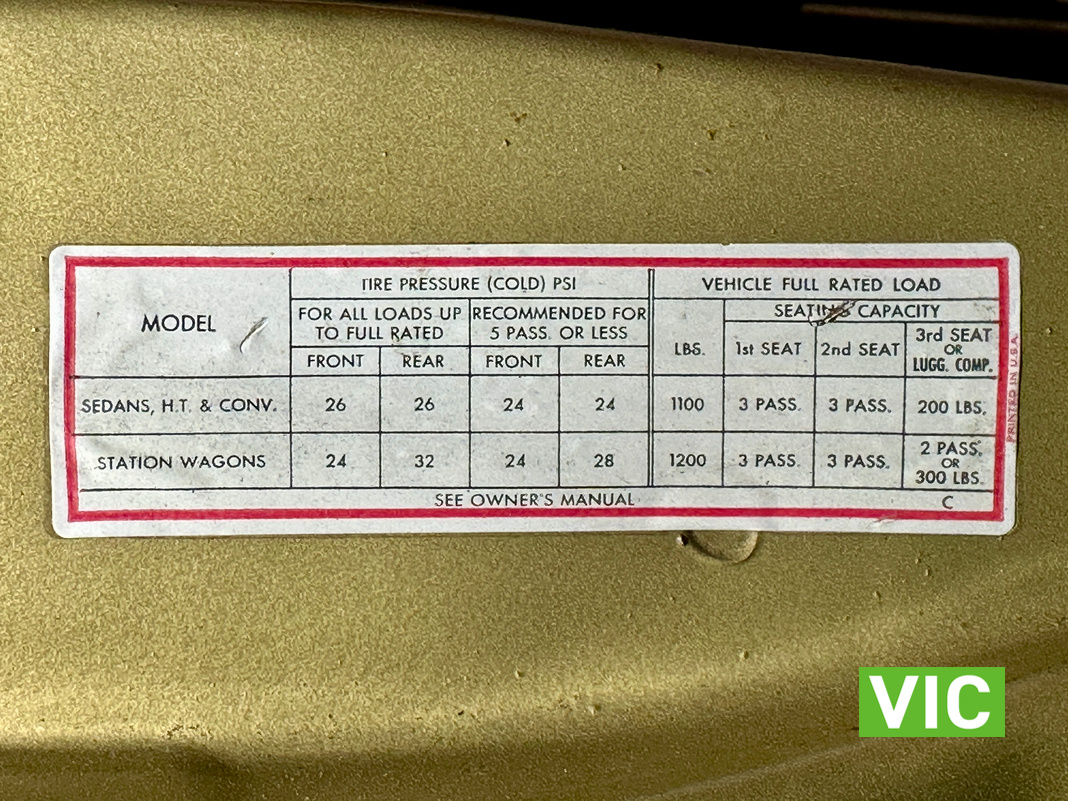 MODEL
TIRE PRESSURE (COLD) PSI
VEHICLE FULL RATED LOAD
FOR ALL LOADS UP
TO FULL RATED
RECOMMENDED FOR
5 PASS. OR LESS
LBS.
SEATING CAPACITY
FRONT
REAR
FRONT
REAR
1st SEAT
2nd SEAT
3rd SEAT
OR
LUGG. COMP.
SEDANS, H.T. & CONV. 26 26 24 24 1100 3 PASS. 3 PASS. 200 LBS.
STATION WAGONS 24 32 24 28 1200 3 PASS. 3 PASS. 2 PASS.
OR
300 LBS.
SEE OWNER'S MANUAL C
PRINTED IN U.S.A.
VIC